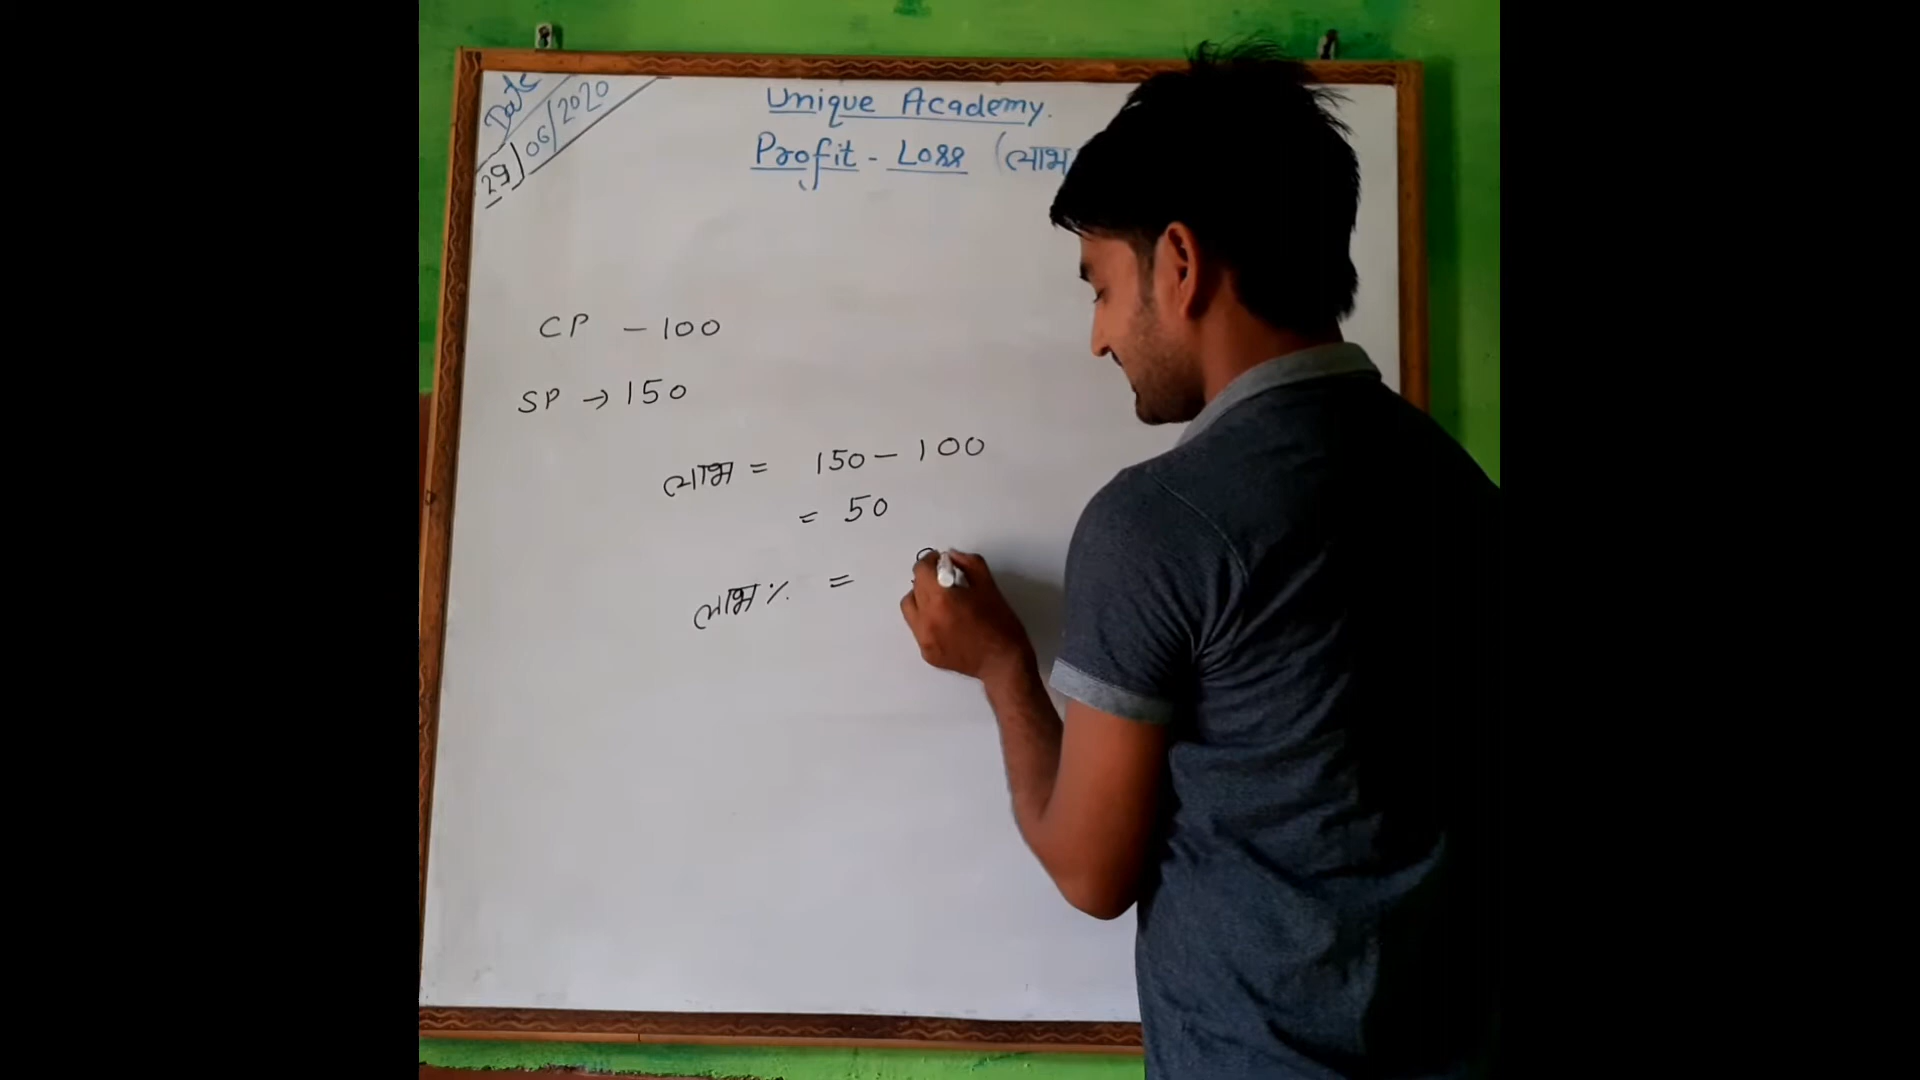 Date
29/06/2020
Unique Academy.
Profit - Loss (लाभ
CP - 100
SP → 150
लाभ = 150 - 100
= 50
लाभ % =